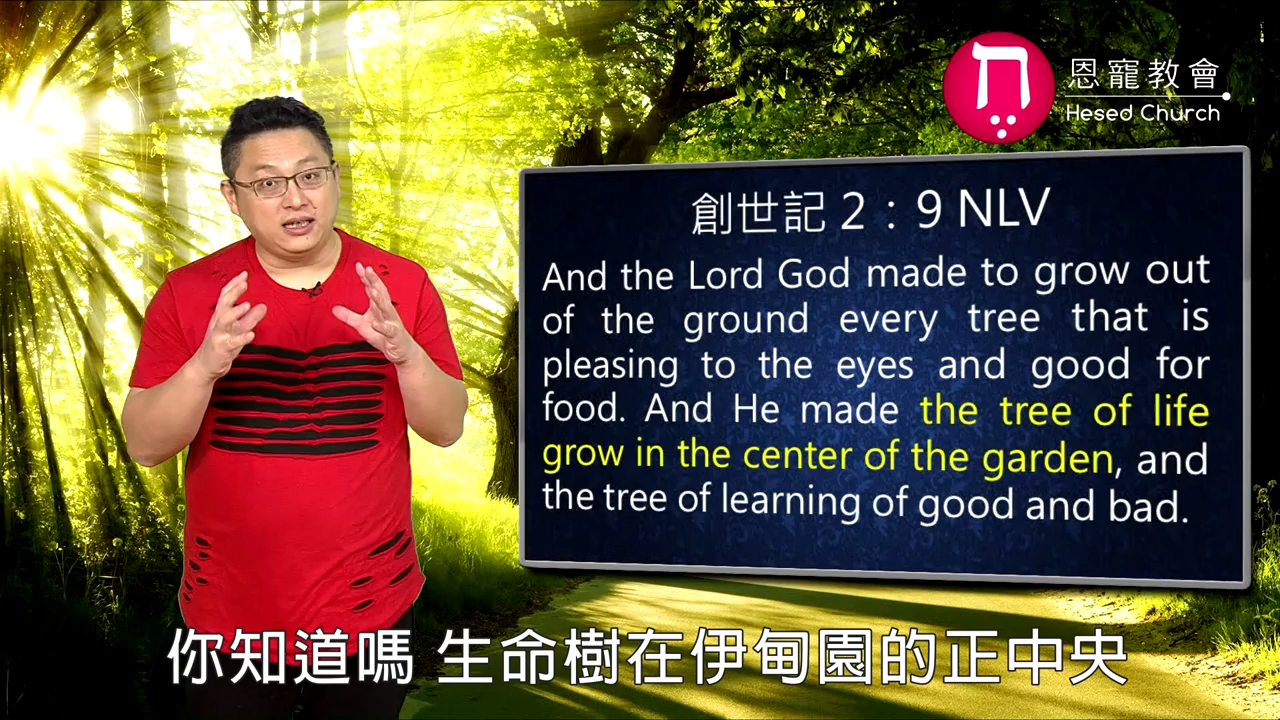 ת
恩寵教會
Hesed Church
創世記 2：9 NLV
And the Lord God made to grow out
of the ground every tree that is
pleasing to the eyes and good for
food. And He made the tree of life
grow in the center of the garden, and
the tree of learning of good and bad.
你知道嗎 生命樹在伊甸園的正中央